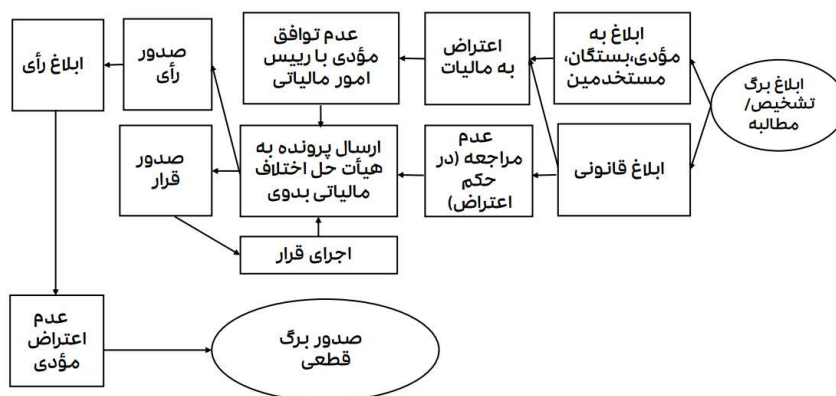 ابلاغ برگ
تشخیص/
مطالبه
ابلاغ به
مؤدی،بستگان،
مستخدمین
اعتراض
به مالیات
عدم توافق
مؤدی با رییس
امور مالیاتی
صدور
رأی
ابلاغ رأی
ابلاغ قانونی
عدم
مراجعه (در
حکم
اعتراض)
ارسال پرونده به
هیأت حل اختلاف
مالیاتی بدوی
صدور
قرار
اجرای قرار
عدم
اعتراض
مؤدی
صدور برگ
قطعی